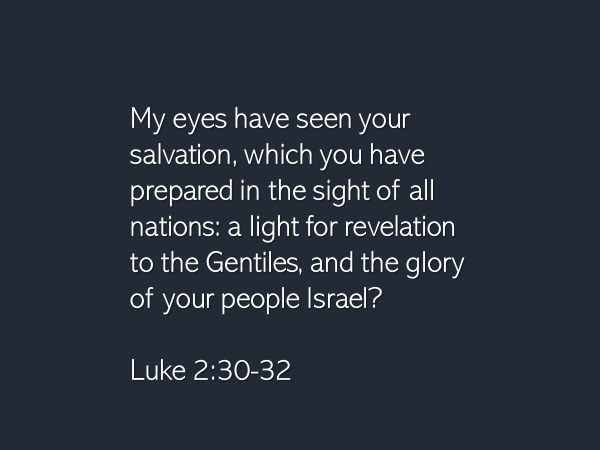 My eyes have seen your
salvation, which you have
prepared in the sight of all
nations: a light for revelation
to the Gentiles, and the glory
of your people Israel?
Luke 2:30-32